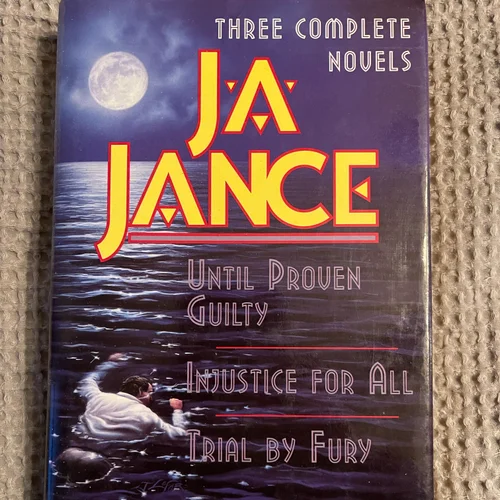 THREE COMPLETE
NOVELS
J.A.
JANCE
UNTIL PROVEN
GUILTY
INJUSTICE FOR ALL
TRIAL BY FURY